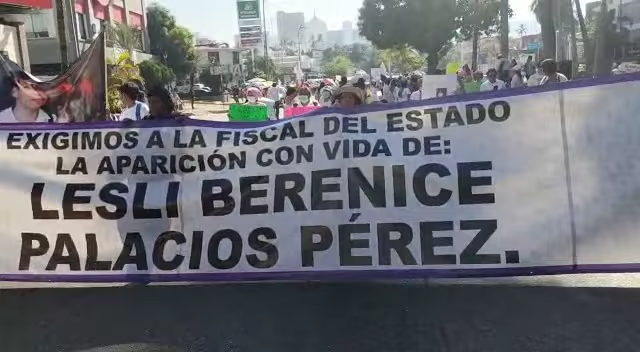 EXIGIMOS A LA FISCAL DEL ESTADO
LA APARICIÓN CON VIDA DE:
LESLI BERENICE
PALACIOS PÉREZ.